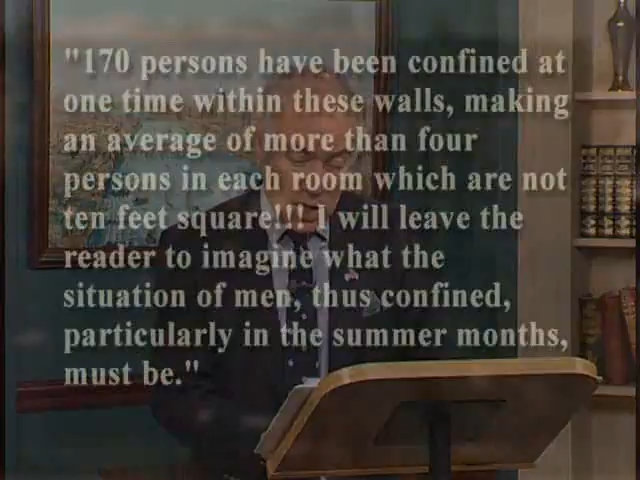 "170 persons have been confined at
one time within these walls, making
an average of more than four
persons in each room which are not
ten feet square!!! I will leave the
reader to imagine what the
situation of men, thus confined,
particularly in the summer months,
must be."